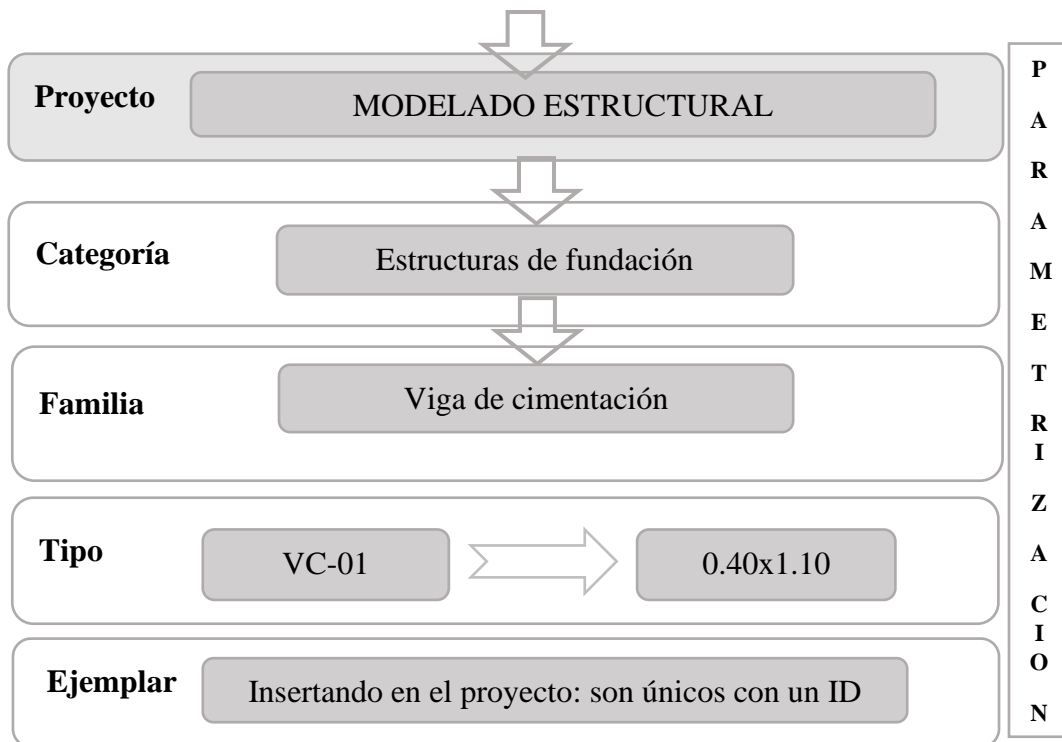 Proyecto
MODELADO ESTRUCTURAL
Categoría
Estructuras de fundación
Familia
Viga de cimentación
Tipo
VC-01
0.40x1.10
Ejemplar
Insertando en el proyecto: son únicos con un ID
P
A
R
A
M
E
T
R
I
Z
A
C
I
O
N